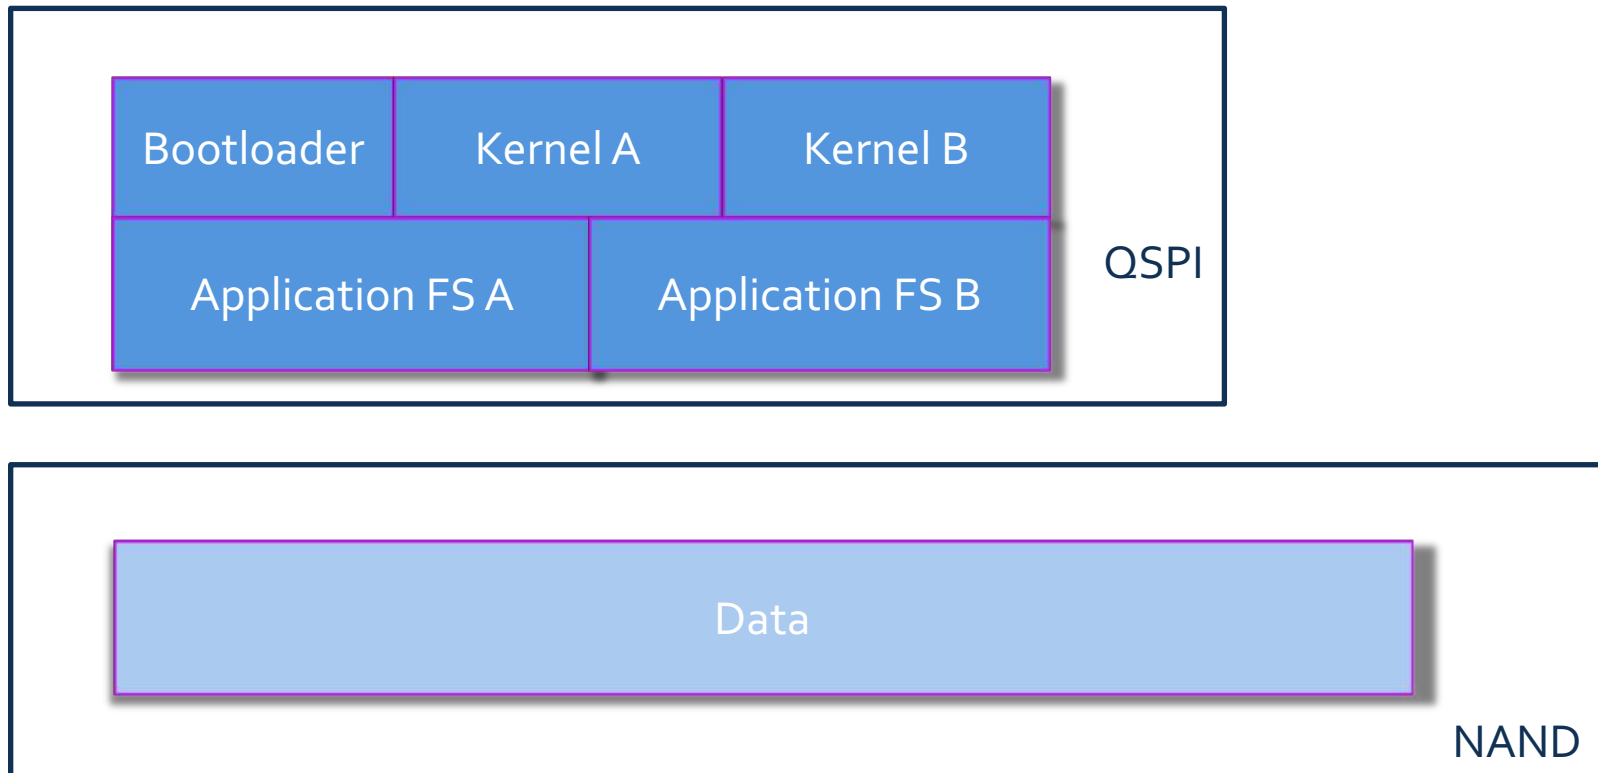 Bootloader
Kernel A
Kernel B
QSPI
Application FS A
Application FS B
Data
NAND